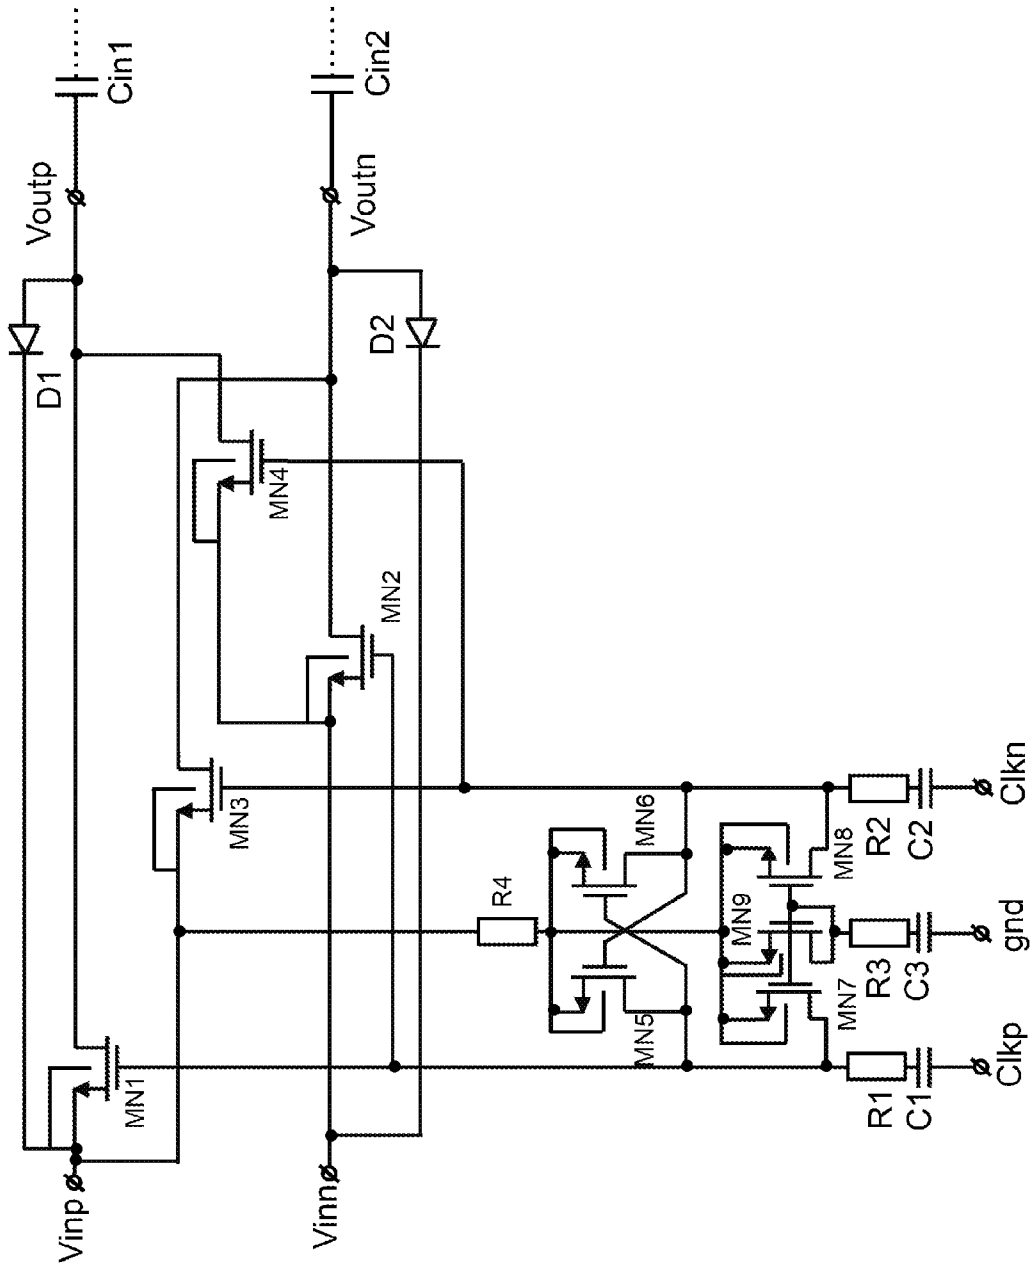 Vinp
Voutp
Cin1
D1
MN1
MN3
MN4
MN2
Vinn
Voutn
Cin2
D2
R4
MN5
MN6
MN7
MN9
MN8
R1
C1
Clkp
R3
C3
gnd
R2
C2
Clkn